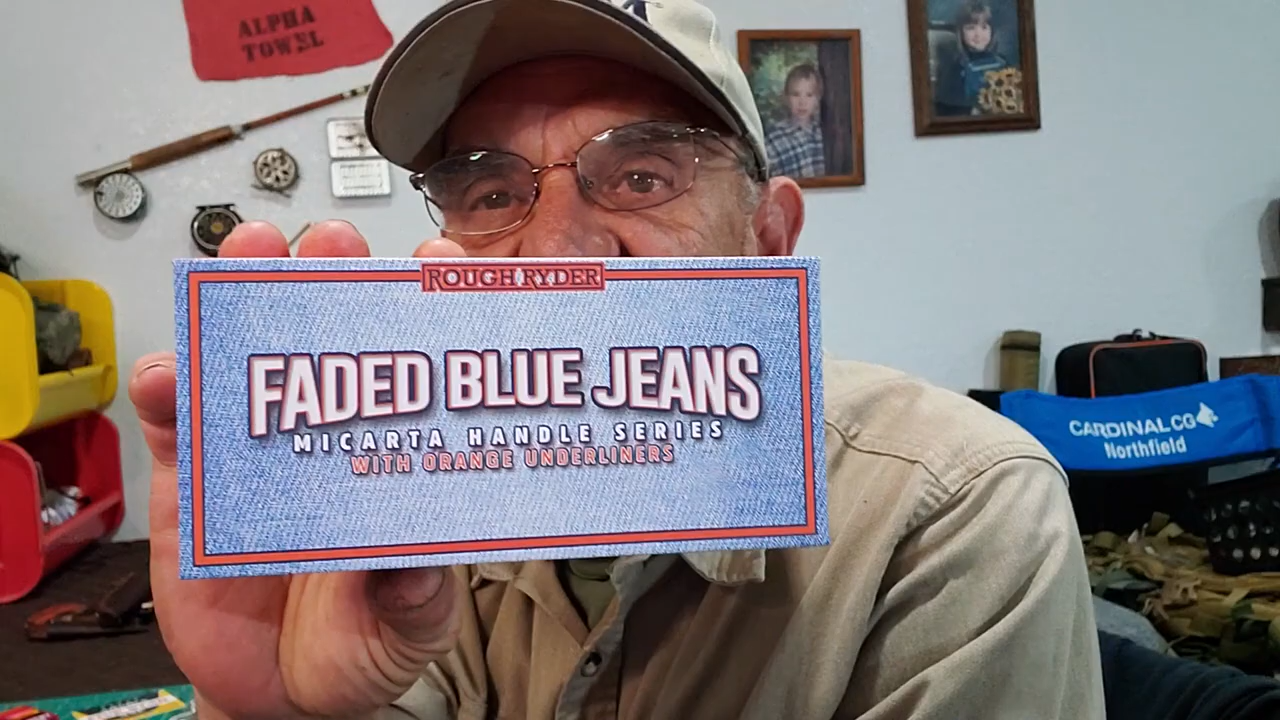 ALPHA
TOWEL
ROUGH RYDER
FADED BLUE JEANS
MICARTA HANDLE SERIES
WITH ORANGE UNDERLINERS
CARDINAL CG
Northfield